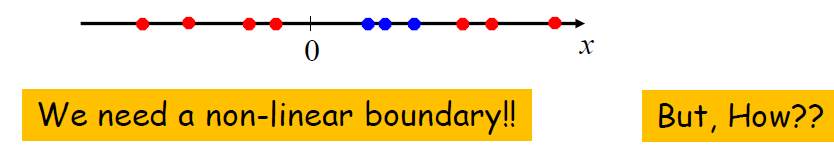 0
x
We need a non-linear boundary!!
But, How??